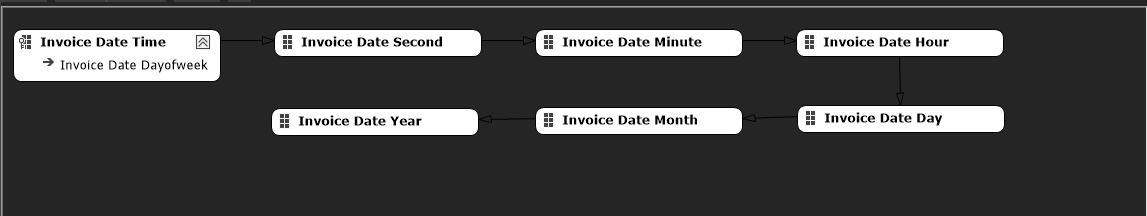 Invoice Date Time
Invoice Date Dayofweek
Invoice Date Second
Invoice Date Minute
Invoice Date Hour
Invoice Date Day
Invoice Date Month
Invoice Date Year